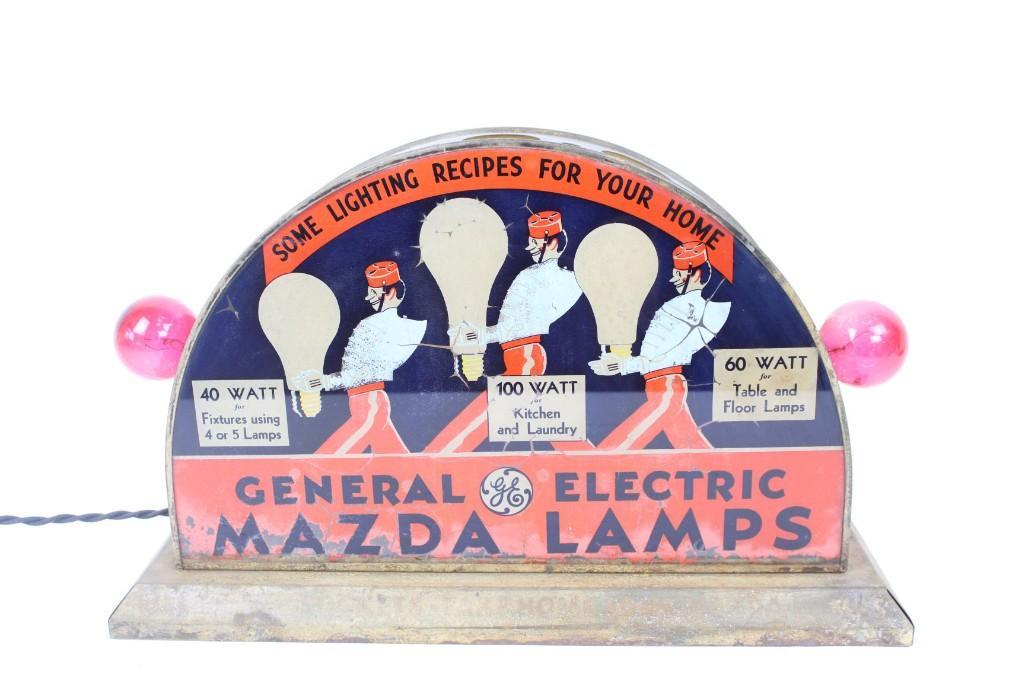 SOME LIGHTING RECIPES FOR YOUR HOME
40 WATT
for
Fixtures using
4 or 5 Lamps
100 WATT
for
Kitchen
and Laundry
60 WATT
for
Table and
Floor Lamps
GENERAL GE ELECTRIC
MAZDA LAMPS